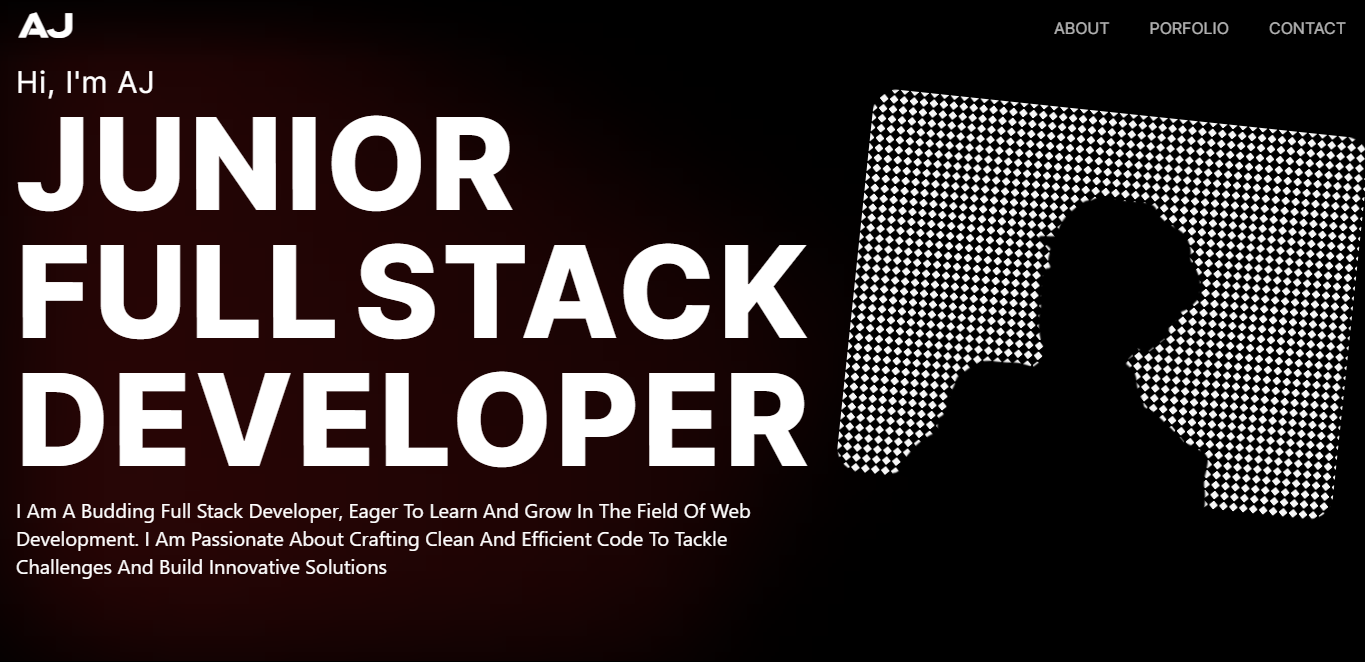 AJ
ABOUT PORFOLIO CONTACT
Hi, I'm AJ
JUNIOR
FULL STACK
DEVELOPER
I Am A Budding Full Stack Developer, Eager To Learn And Grow In The Field Of Web
Development. I Am Passionate About Crafting Clean And Efficient Code To Tackle
Challenges And Build Innovative Solutions